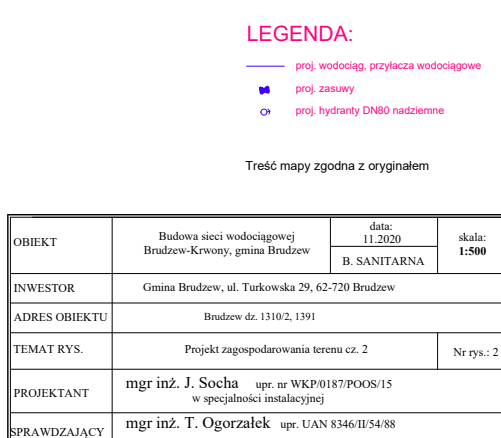 LEGENDA:
proj. wodociąg, przyłacza wodociągowe
proj. zasuwy
proj. hydranty DN80 nadziemne
Treść mapy zgodna z oryginałem
OBIEKT
Budowa sieci wodociągowej
Brudzew-Krwony, gmina Brudzew
data:
11.2020
B. SANITARNA
skala:
1:500
INWESTOR
Gmina Brudzew, ul. Turkowska 29, 62-720 Brudzew
ADRES OBIEKTU
Brudzew dz. 1310/2, 1391
TEMAT RYS.
Projekt zagospodarowania terenu cz. 2
Nr rys.: 2
PROJEKTANT
mgr inż. J. Socha upr. nr WKP/0187/POOS/15
w specjalności instalacyjnej
SPRAWDZAJĄCY
mgr inż. T. Ogorzałek upr. UAN 8346/II/54/88